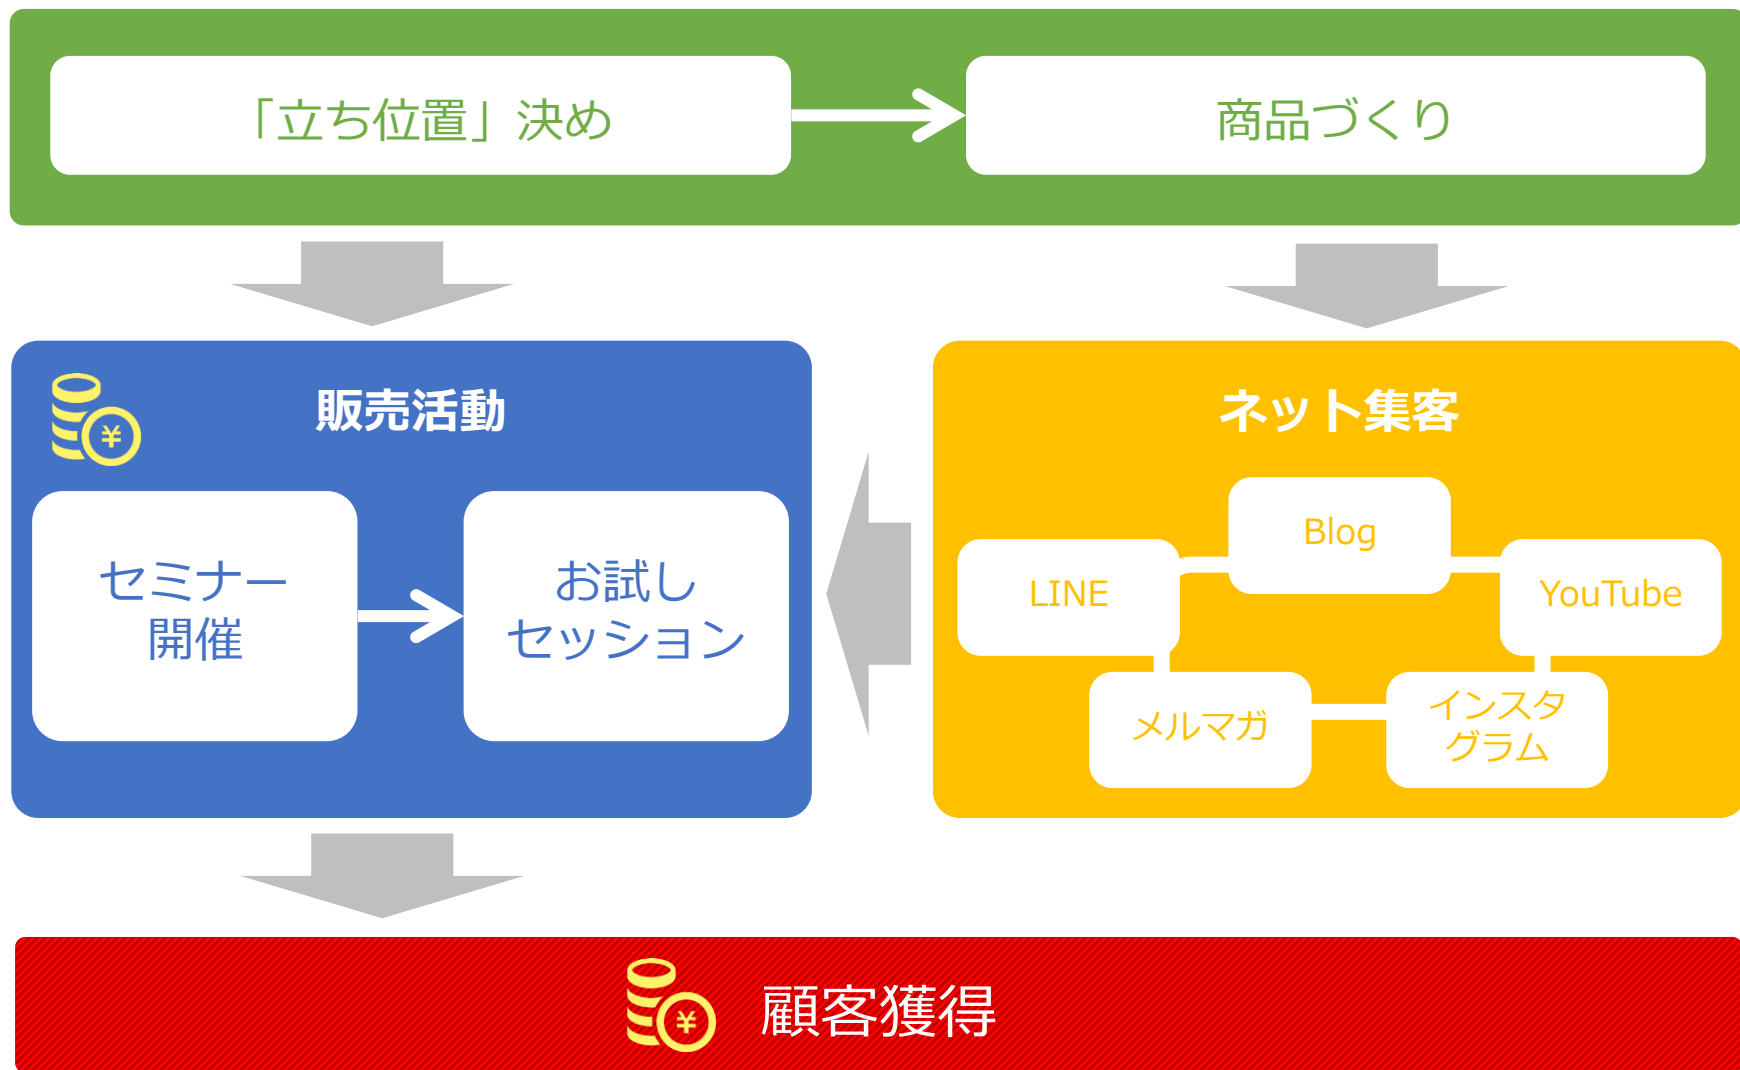 「立ち位置」決め
商品づくり
販売活動
¥
セミナー
開催
お試し
セッション
ネット集客
Blog
LINE
YouTube
メルマガ
インスタ
グラム
¥
顧客獲得